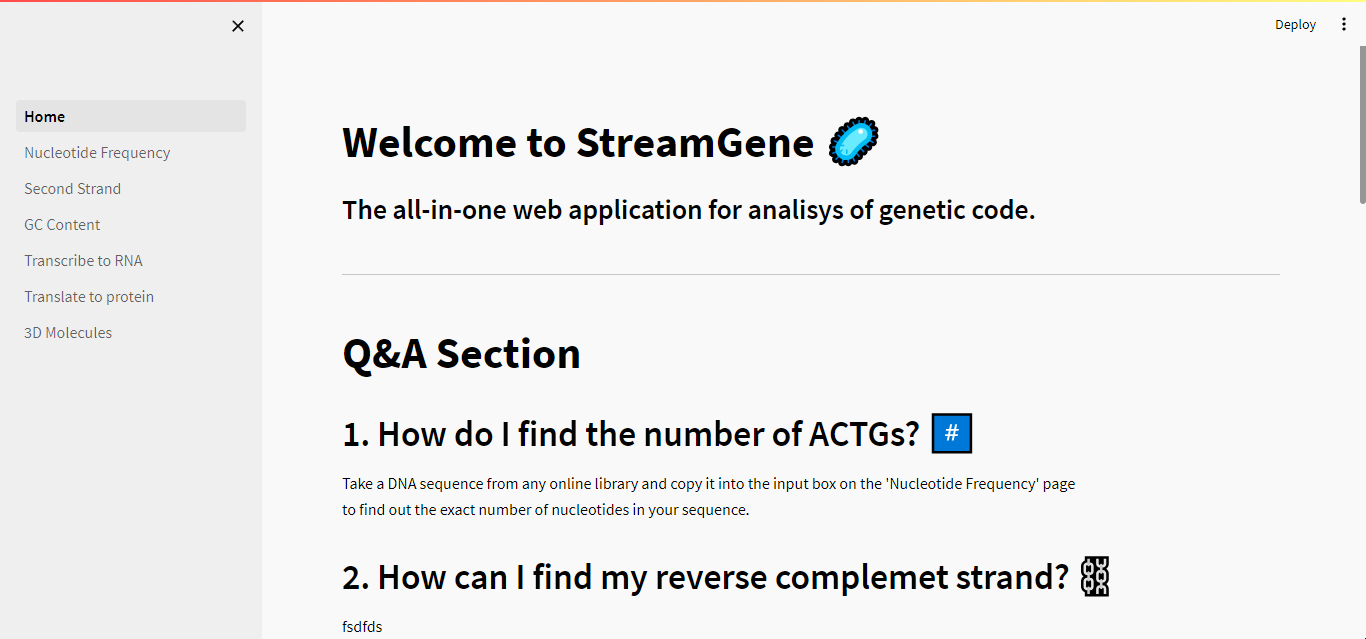 Deploy
Home
Nucleotide Frequency
Second Strand
GC Content
Transcribe to RNA
Translate to protein
3D Molecules
Welcome to StreamGene
The all-in-one web application for analisys of genetic code.
Q&A Section
1. How do I find the number of ACTGs? #
Take a DNA sequence from any online library and copy it into the input box on the 'Nucleotide Frequency' page
to find out the exact number of nucleotides in your sequence.
2. How can I find my reverse complemet strand?
fsdfds